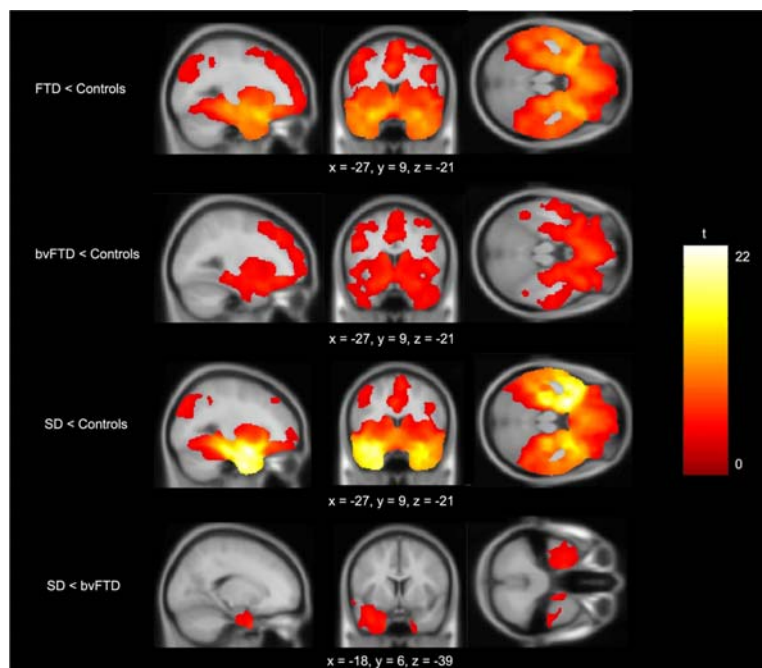 FTD < Controls
x = -27, y = 9, z = -21
bvFTD < Controls
x = -27, y = 9, z = -21
SD < Controls
x = -27, y = 9, z = -21
SD < bvFTD
x = -18, y = 6, z = -39
t
22
0